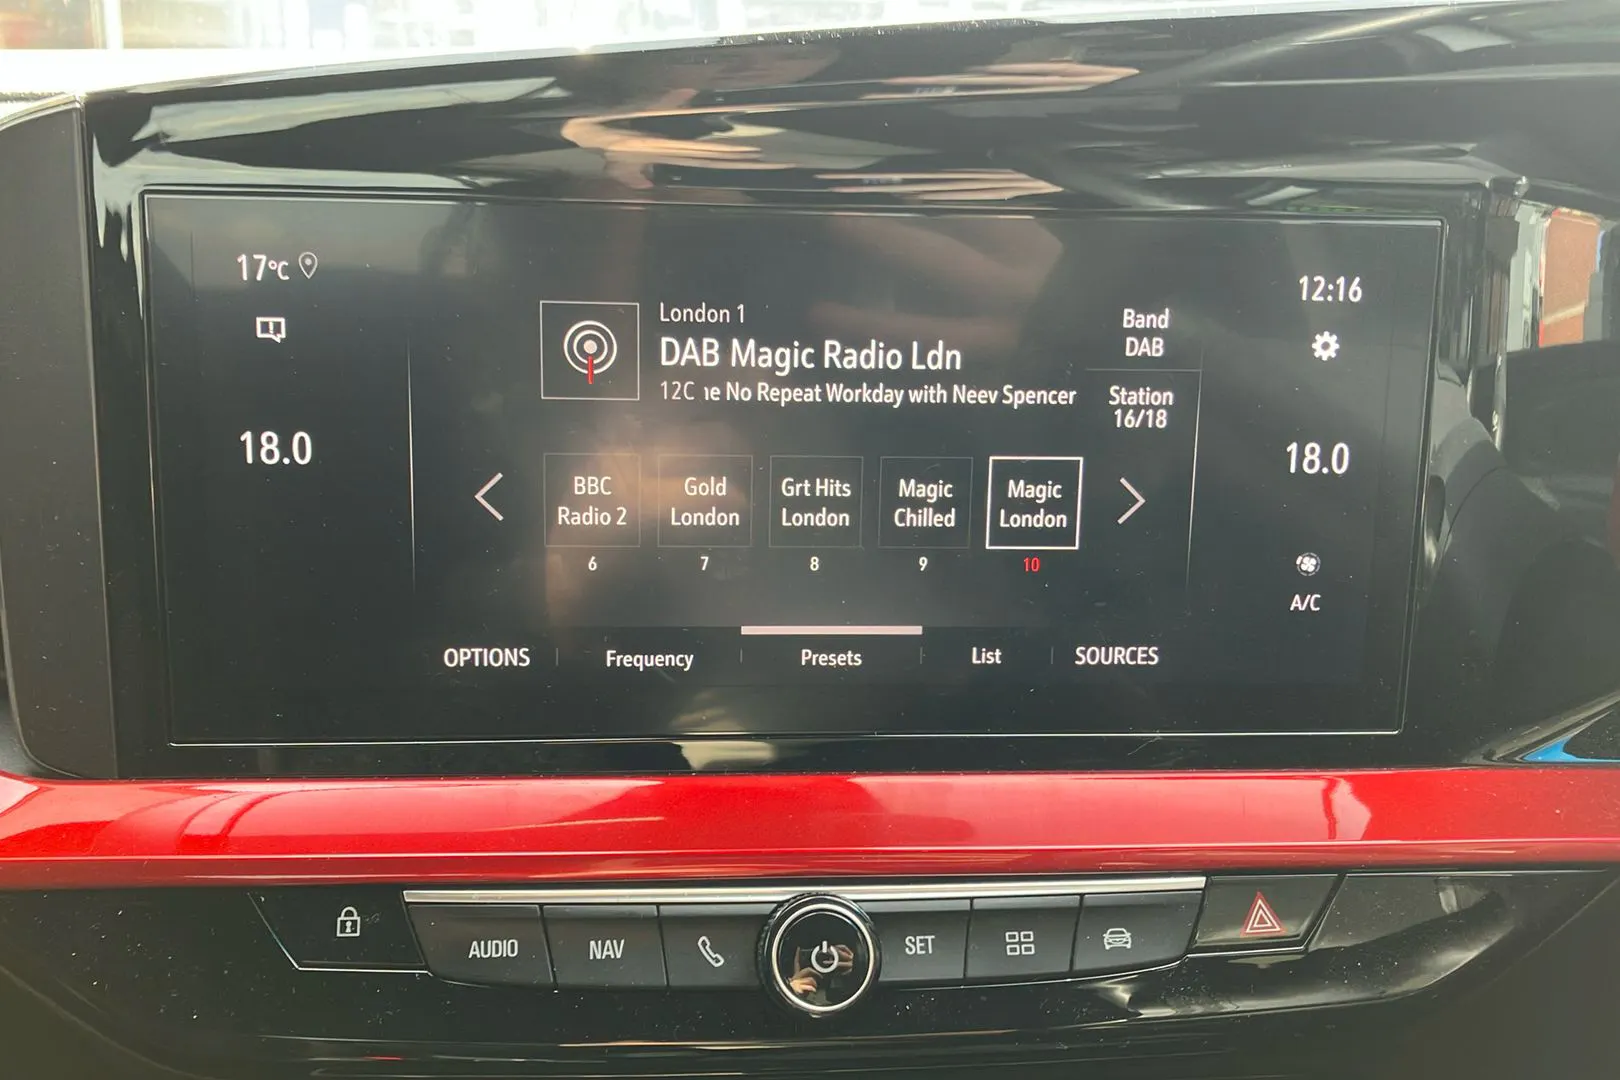 17°C
12:16
London 1
DAB Magic Radio Ldn
12C ne No Repeat Workday with Neev Spencer
Band
DAB
Station
16/18
18.0
18.0
BBC
Radio 2
Gold
London
Grt Hits
London
Magic
Chilled
Magic
London
6
7
8
9
10
A/C
OPTIONS
Frequency
Presets
List
SOURCES
AUDIO
NAV
SET